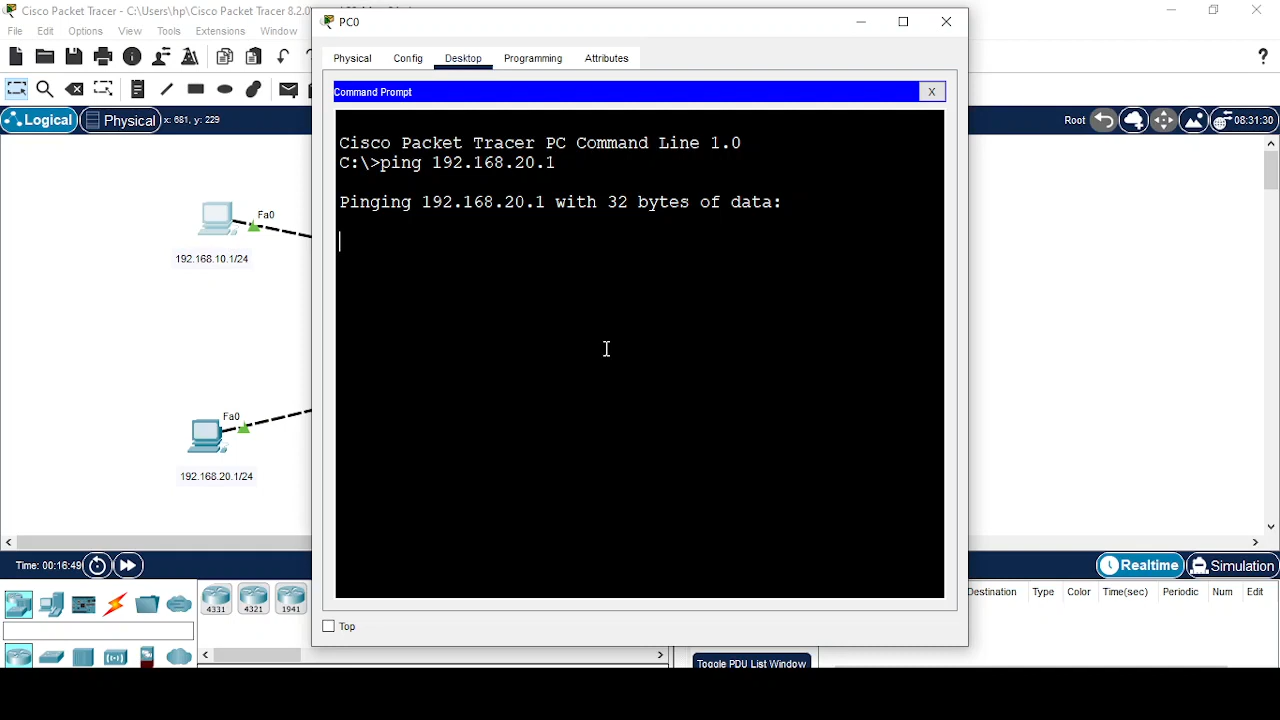 Cisco Packet Tracer - C:\Users\hp\Cisco Packet Tracer 8.2.0
PC0
File Edit Options View Tools Extensions Window
Physical Config Desktop Programming Attributes
Command Prompt
X
Logical
Physical
x: 681, y: 229
Root
08:31:30
Cisco Packet Tracer PC Command Line 1.0
C:\>ping 192.168.20.1
Pinging 192.168.20.1 with 32 bytes of data:
Fa0
192.168.10.1/24
Fa0
192.168.20.1/24
Time: 00:16:49
Realtime
Simulation
4331
4321
1941
Destination Type Color Time(sec) Periodic Num Edit
Top
Toggle PDU List Window